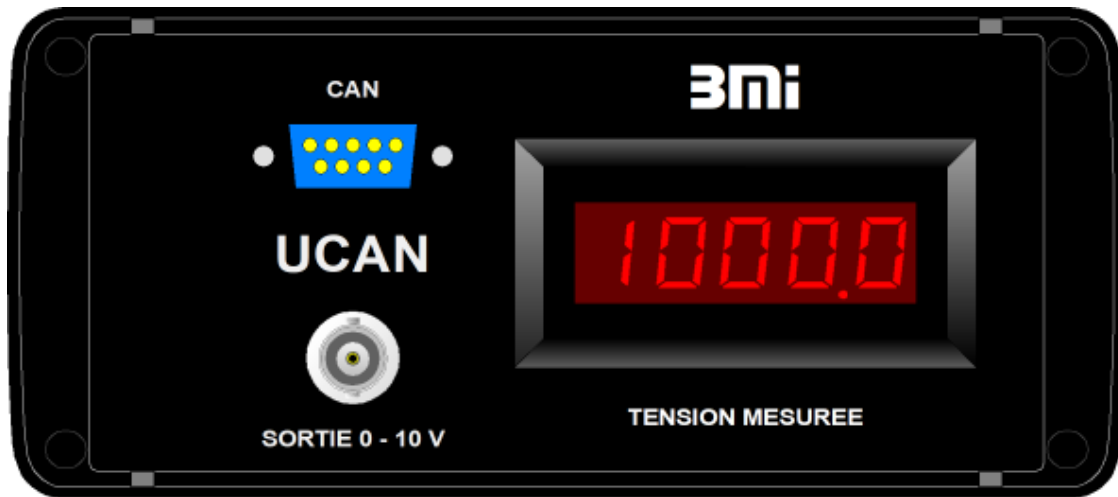 CAN
3Mi
1000.0
UCAN
TENSION MESUREE
SORTIE 0 - 10 V